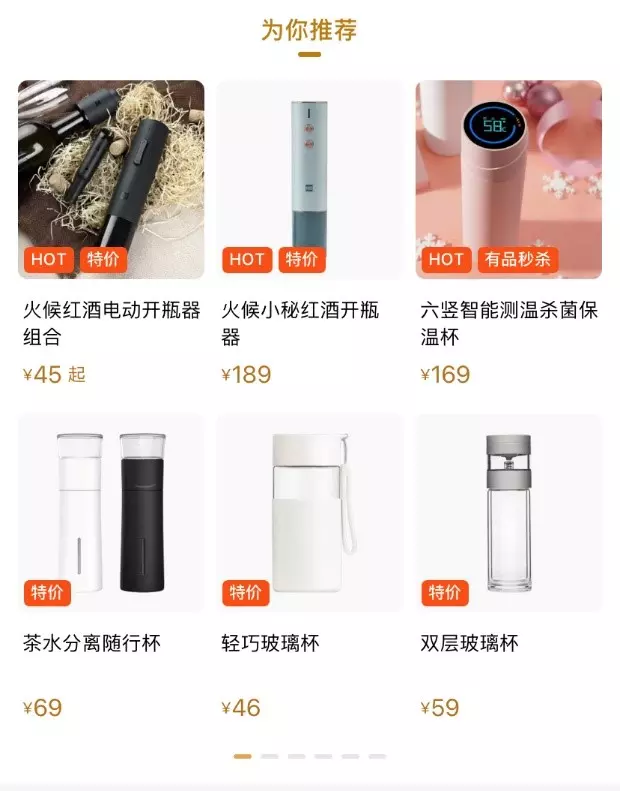 为你推荐
HOT 特价
HOT 特价
HOT 有品秒杀
火候红酒电动开瓶器
组合
¥45 起
火候小秘红酒开瓶
器
¥189
六竖智能测温杀菌保
温杯
¥169
58℃
特价
特价
特价
茶水分离随行杯
¥69
轻巧玻璃杯
¥46
双层玻璃杯
¥59